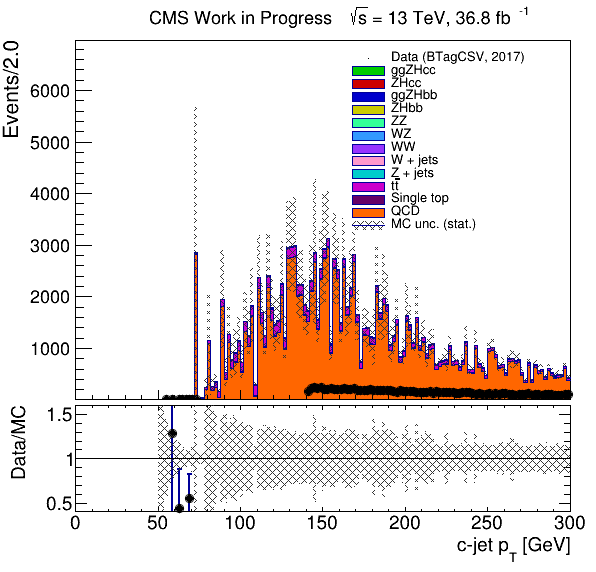 CMS Work in Progress √s = 13 TeV, 36.8 fb⁻¹
Events/2.0
6000
5000
4000
3000
2000
1000
Data (BTagCSV, 2017)
ggZHcc
ZHcc
ggZHbb
ZHbb
ZZ
WZ
WW
W + jets
Z + jets
tt̄
Single top
QCD
MC unc. (stat.)
Data/MC
1.5
1
0.5
0 50 100 150 200 250 300
c-jet p_T [GeV]